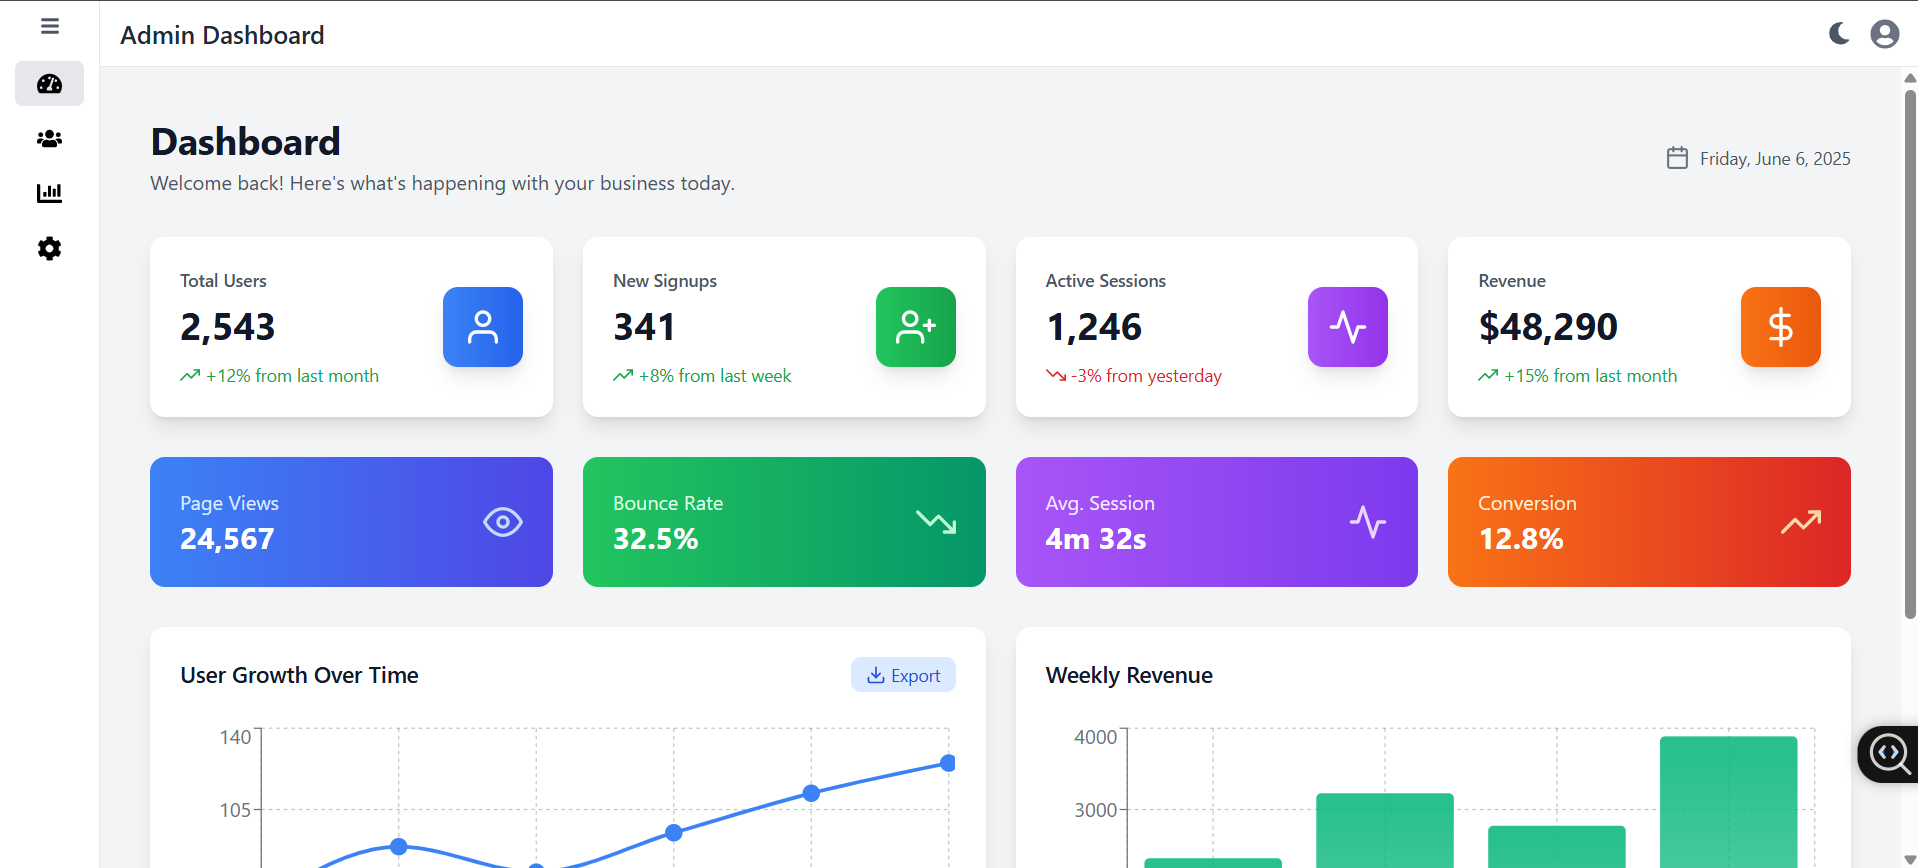 Admin Dashboard
Dashboard
Welcome back! Here's what's happening with your business today.
Friday, June 6, 2025
Total Users
2,543
+12% from last month
New Signups
341
+8% from last week
Active Sessions
1,246
-3% from yesterday
Revenue
$48,290
+15% from last month
Page Views
24,567
Bounce Rate
32.5%
Avg. Session
4m 32s
Conversion
12.8%
User Growth Over Time
Export
140
105
Weekly Revenue
4000
3000